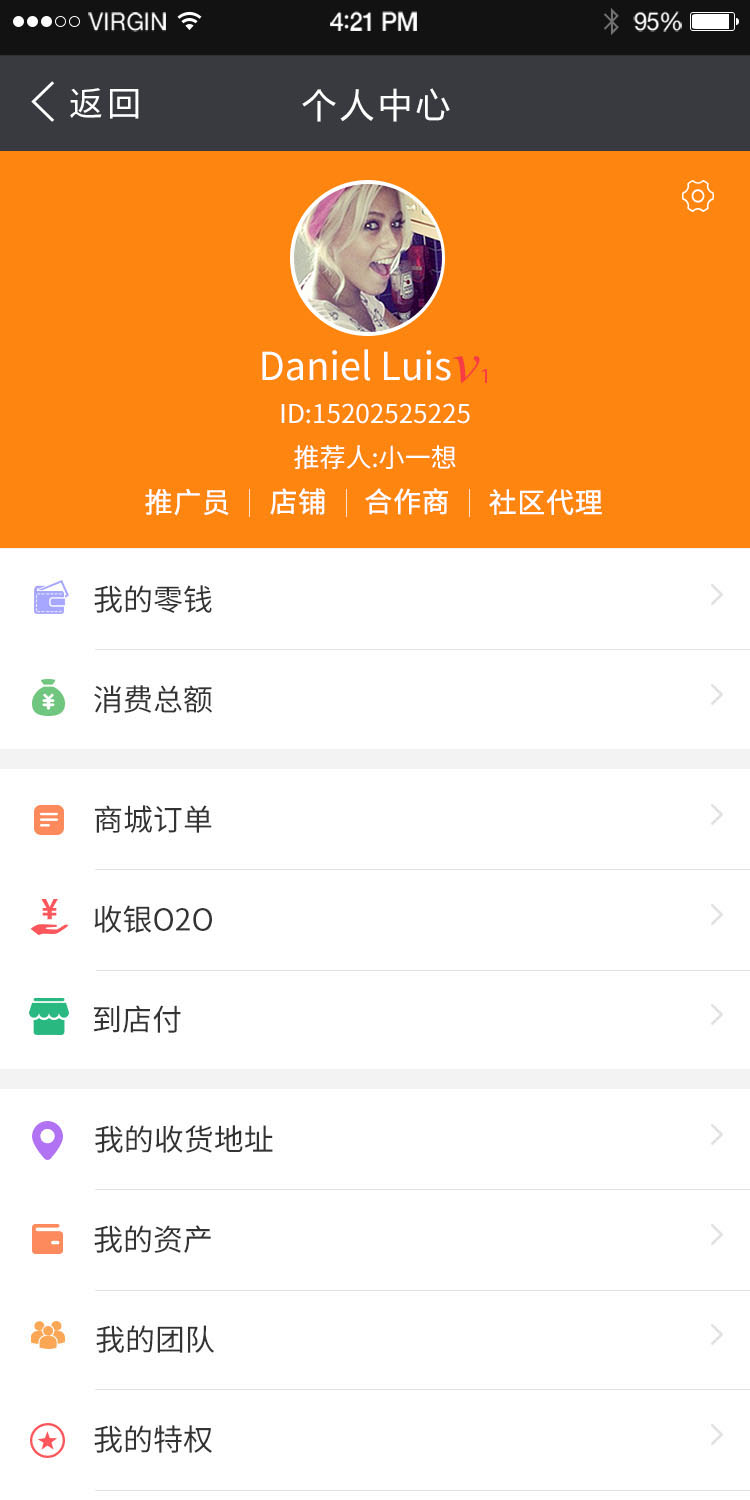 VIRGIN 4:21 PM 95%
返回 个人中心
Daniel Luis V1
ID:15202525225
推荐人:小一想
推广员 店铺 合作商 社区代理
我的零钱
消费总额
商城订单
收银O2O
到店付
我的收货地址
我的资产
我的团队
我的特权